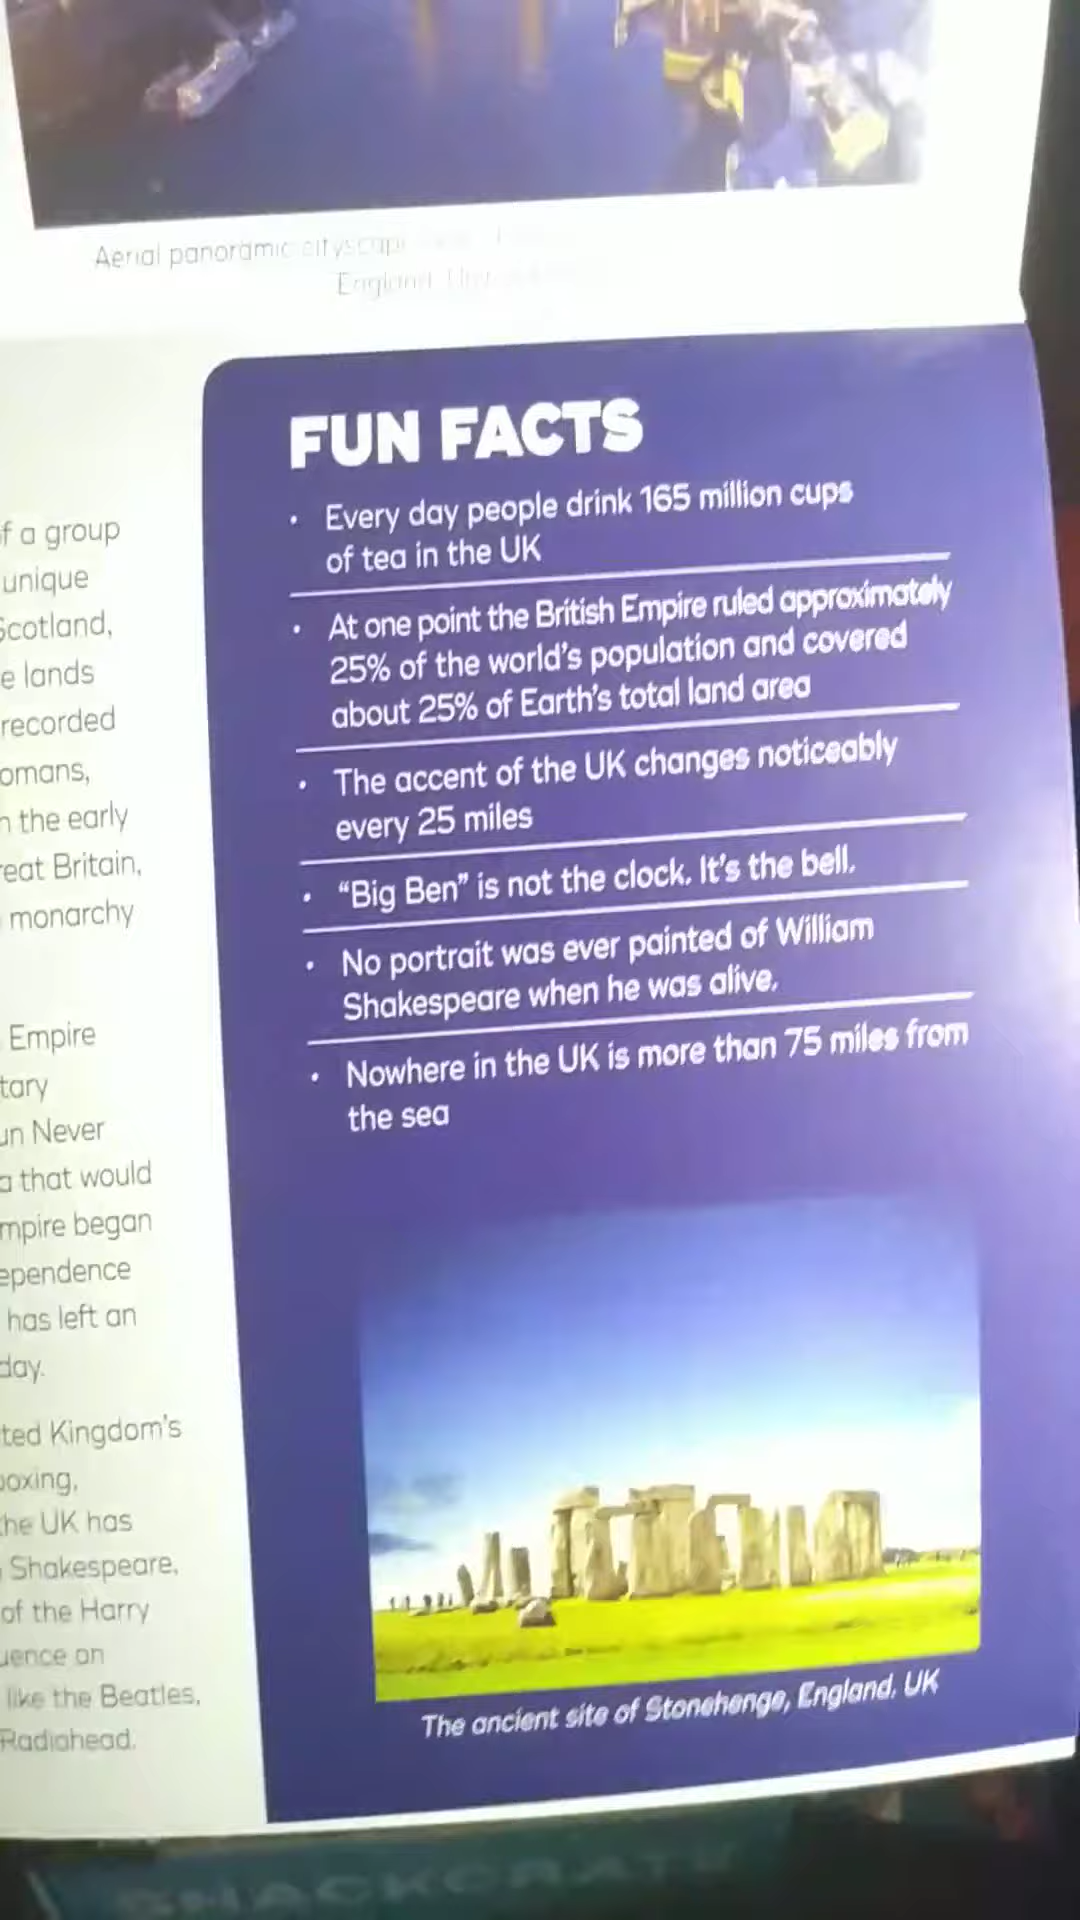 Aerial panoramic cityscape
England,
f a group
unique
Scotland,
e lands
recorded
omans,
n the early
reat Britain,
monarchy
Empire
tary
un Never
a that would
mpire began
ependence
has left an
day.
ted Kingdom's
boxing,
the UK has
Shakespeare,
of the Harry
uence on
like the Beatles,
Radiohead.
FUN FACTS
• Every day people drink 165 million cups
of tea in the UK
• At one point the British Empire ruled approximately
25% of the world's population and covered
about 25% of Earth's total land area
• The accent of the UK changes noticeably
every 25 miles
• “Big Ben” is not the clock. It's the bell.
• No portrait was ever painted of William
Shakespeare when he was alive.
• Nowhere in the UK is more than 75 miles from
the sea
The ancient site of Stonehenge, England, UK
SNACKCRATE